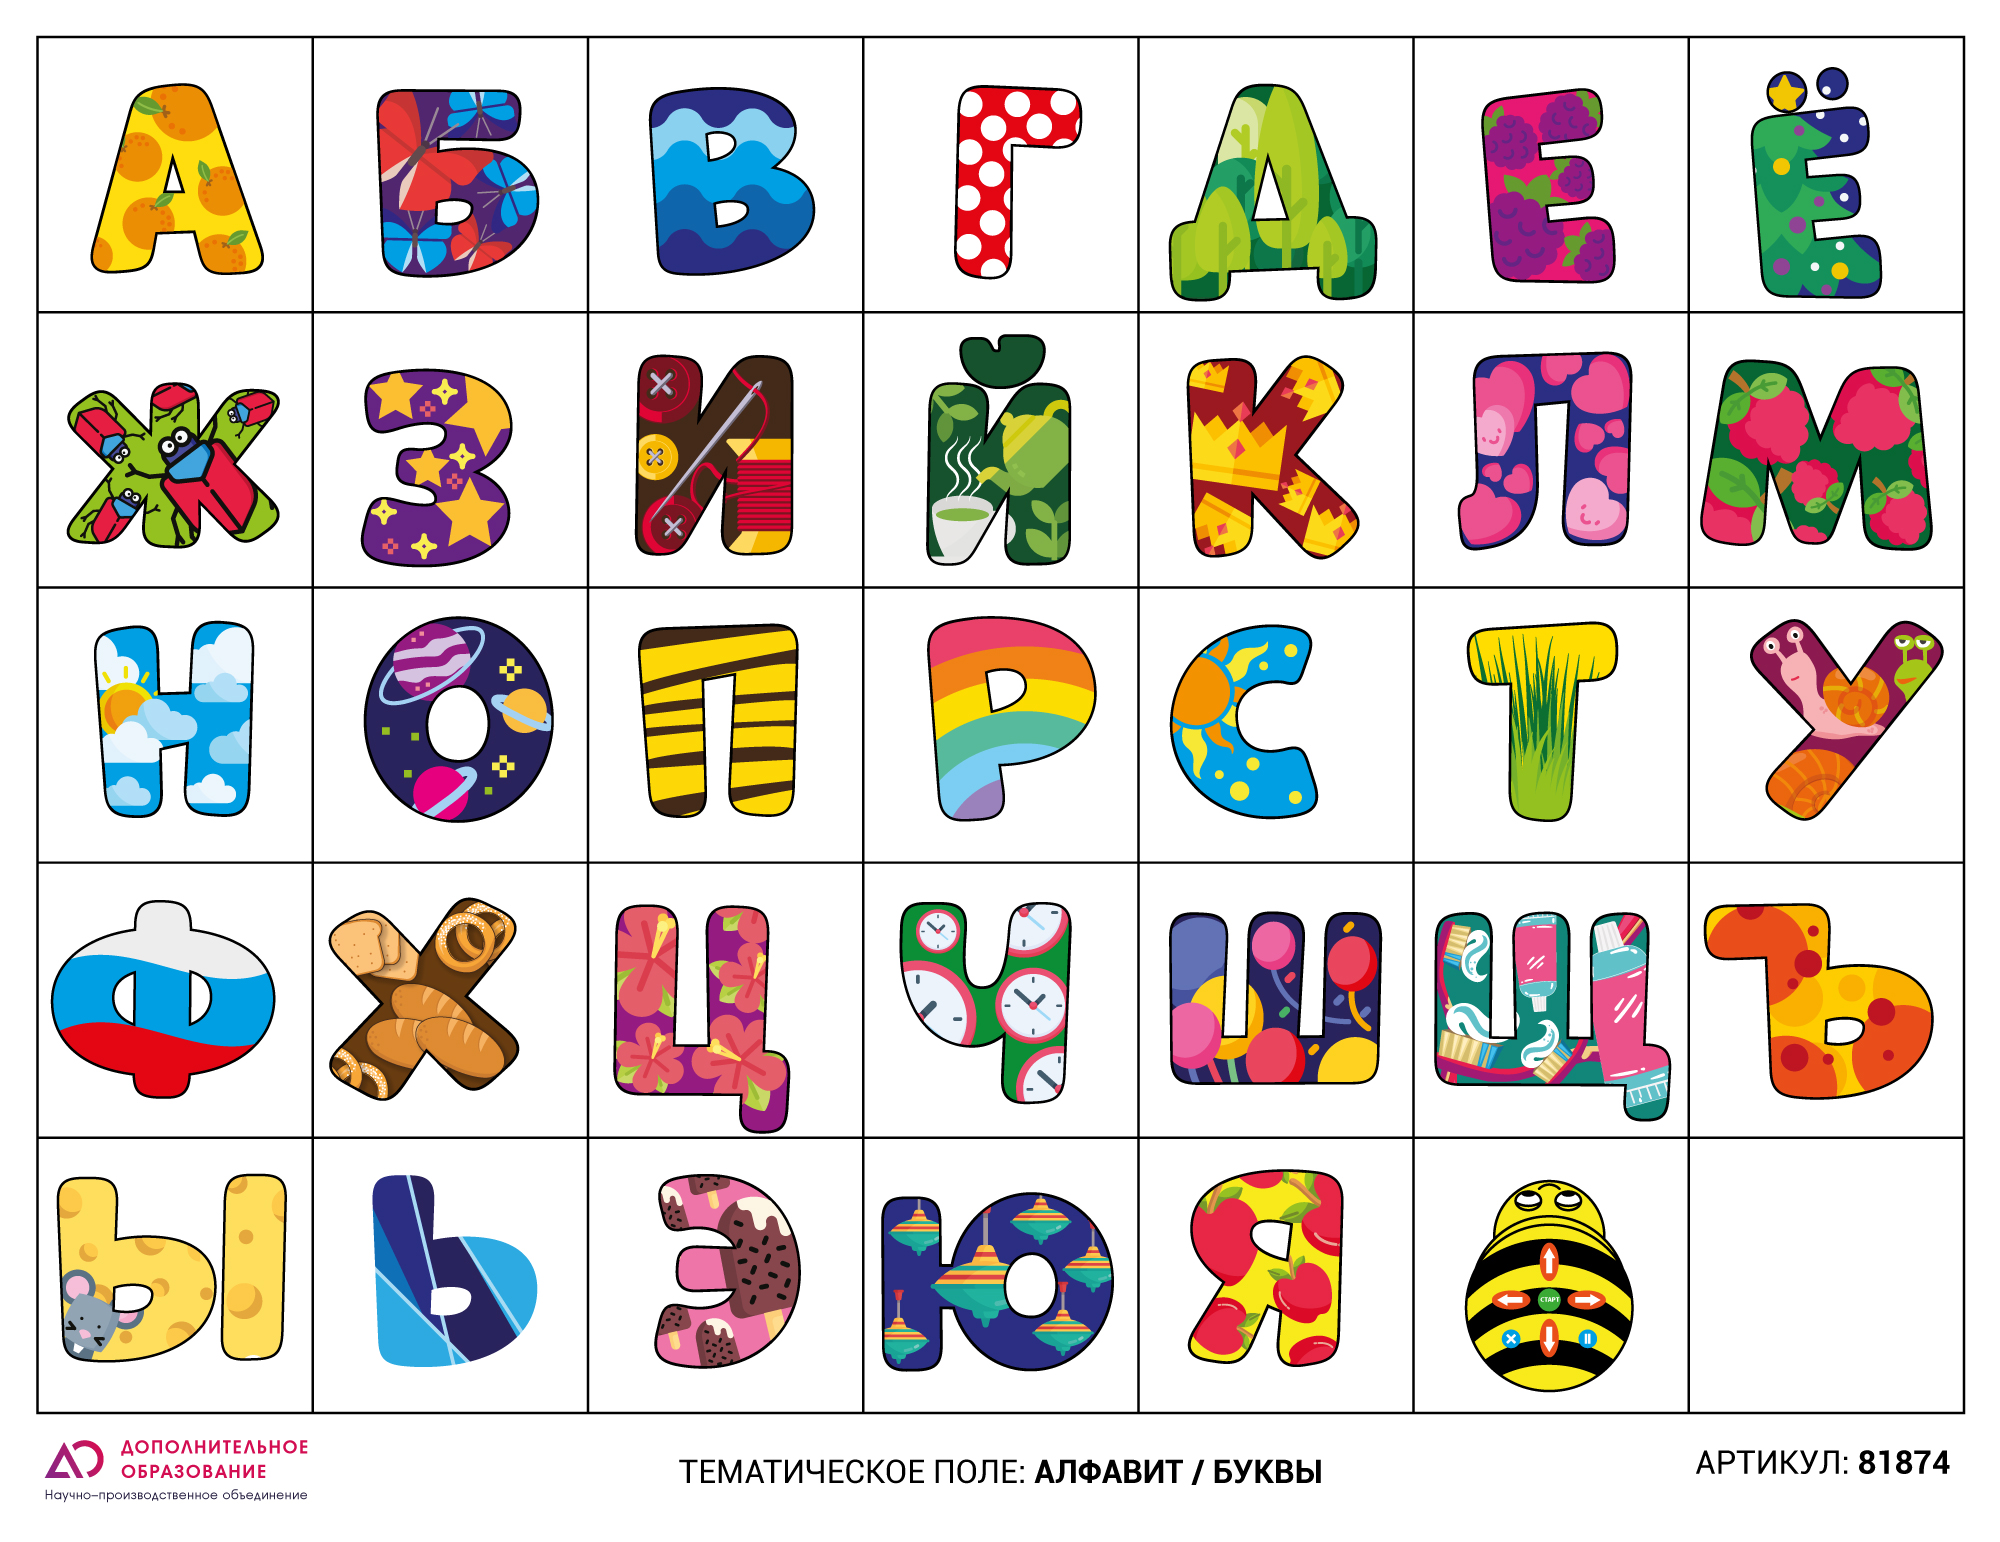 А Б В Г Д Е Ё
Ж З И Й К Л М
Н О П Р С Т У
Ф Х Ц Ч Ш Щ Ъ
Ы Ь Э Ю Я
СТАРТ
ДОПОЛНИТЕЛЬНОЕ
ОБРАЗОВАНИЕ
Научно-производственное объединение
ТЕМАТИЧЕСКОЕ ПОЛЕ: АЛФАВИТ / БУКВЫ
АРТИКУЛ: 81874